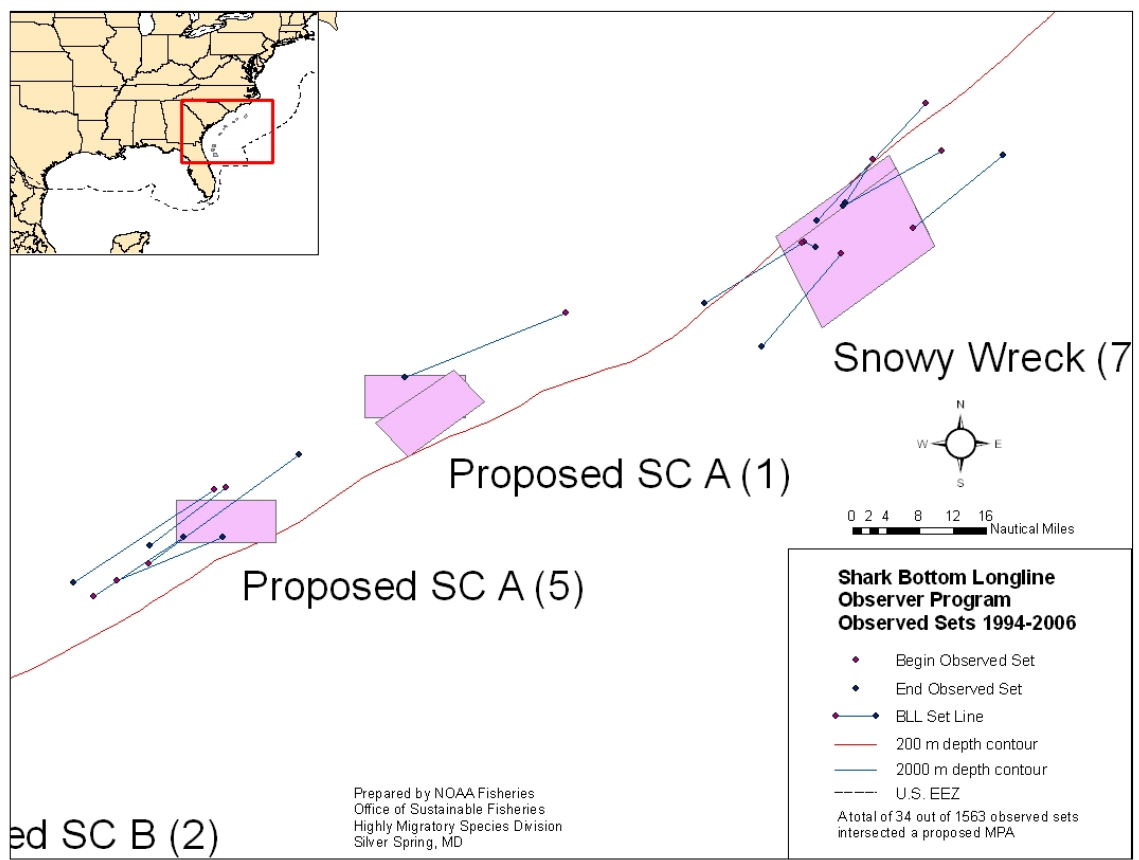 Snowy Wreck (7
N
W E
S
0 2 4 8 12 16
Nautical Miles
Proposed SC A (1)
Proposed SC A (5)
ed SC B (2)
Prepared by NOAA Fisheries
Office of Sustainable Fisheries
Highly Migratory Species Division
Silver Spring, MD
Shark Bottom Longline
Observer Program
Observed Sets 1994-2006
Begin Observed Set
End Observed Set
BLL Set Line
200 m depth contour
2000 m depth contour
U.S. EEZ
A total of 34 out of 1563 observed sets
intersected a proposed MPA